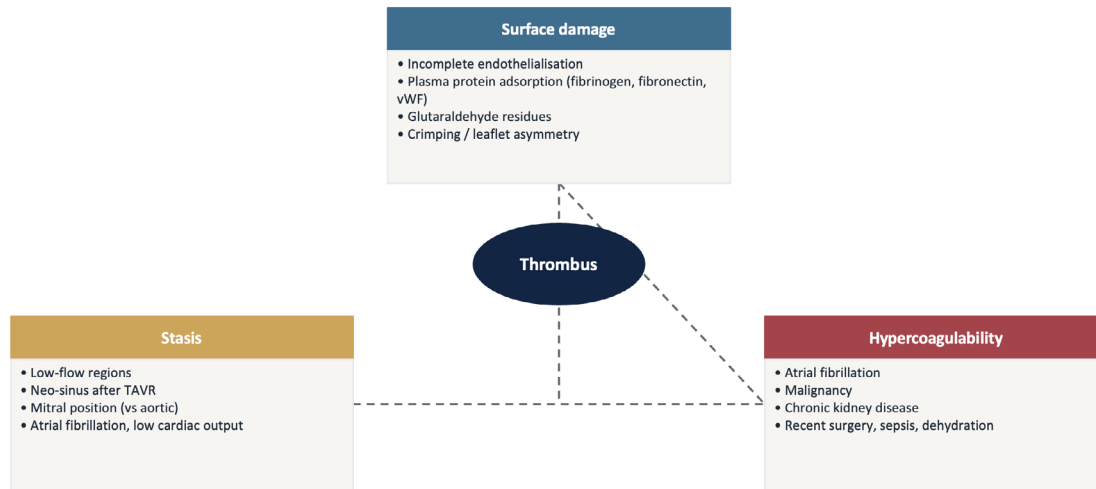 Surface damage
• Incomplete endothelialisation
• Plasma protein adsorption (fibrinogen, fibronectin,
vWF)
• Glutaraldehyde residues
• Crimping / leaflet asymmetry
Thrombus
Stasis
• Low-flow regions
• Neo-sinus after TAVR
• Mitral position (vs aortic)
• Atrial fibrillation, low cardiac output
Hypercoagulability
• Atrial fibrillation
• Malignancy
• Chronic kidney disease
• Recent surgery, sepsis, dehydration